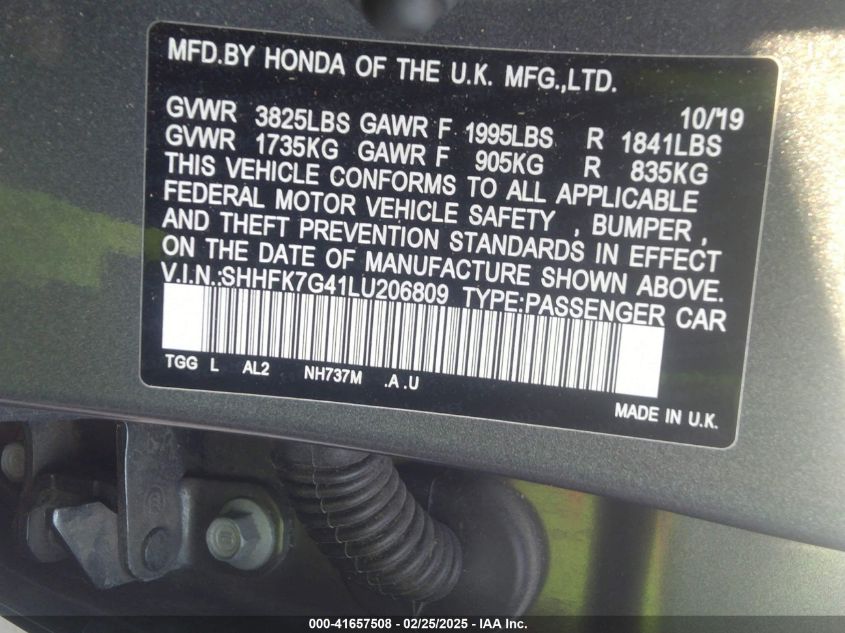 MFD.BY HONDA OF THE U.K. MFG.,LTD.
10/19
GVWR 3825LBS GAWR F 1995LBS R 1841LBS
GVWR 1735KG GAWR F 905KG R 835KG
THIS VEHICLE CONFORMS TO ALL APPLICABLE
FEDERAL MOTOR VEHICLE SAFETY , BUMPER ,
AND THEFT PREVENTION STANDARDS IN EFFECT
ON THE DATE OF MANUFACTURE SHOWN ABOVE.
V.I.N.:SHHFK7G41LU206809 TYPE:PASSENGER CAR
TGG L AL2 NH737M .A.U
MADE IN U.K.
000-41657508 - 02/25/2025 - IAA Inc.